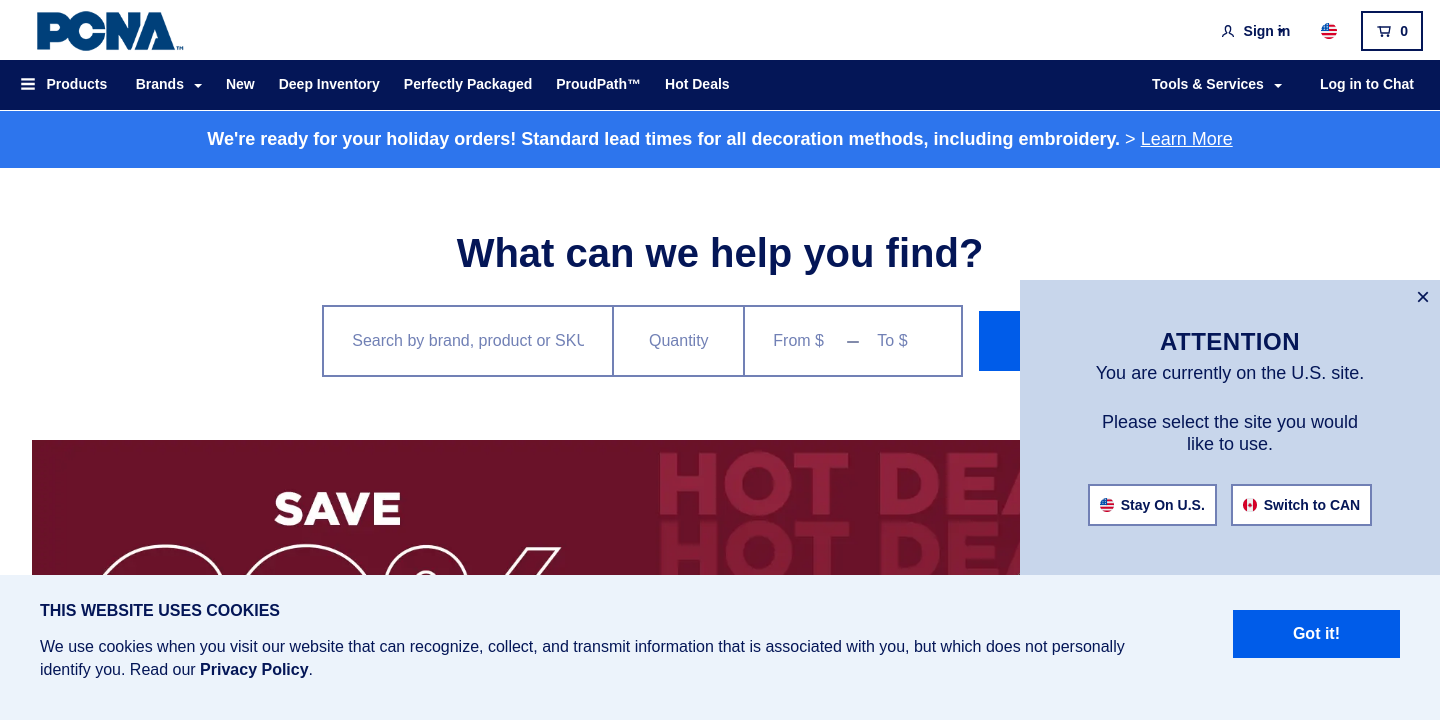 PCNA™
Sign in
0
Products
Brands
New
Deep Inventory
Perfectly Packaged
ProudPath™
Hot Deals
Tools & Services
Log in to Chat
We're ready for your holiday orders! Standard lead times for all decoration methods, including embroidery. > Learn More
What can we help you find?
Search by brand, product or SKU
Quantity
From $
–
To $
ATTENTION
You are currently on the U.S. site.
Please select the site you would
like to use.
Stay On U.S.
Switch to CAN
SAVE
HOT DEA
HOT DEA
THIS WEBSITE USES COOKIES
We use cookies when you visit our website that can recognize, collect, and transmit information that is associated with you, but which does not personally
identify you. Read our Privacy Policy.
Got it!